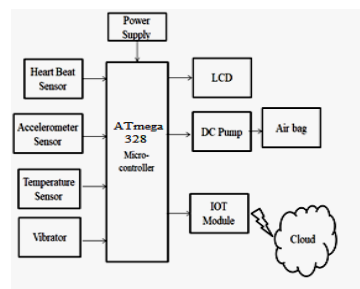 Power
Supply
Heart Beat
Sensor
Accelerometer
Sensor
Temperature
Sensor
Vibrator
ATmega
328
Micro-
controller
LCD
DC Pump
Air bag
IOT
Module
Cloud